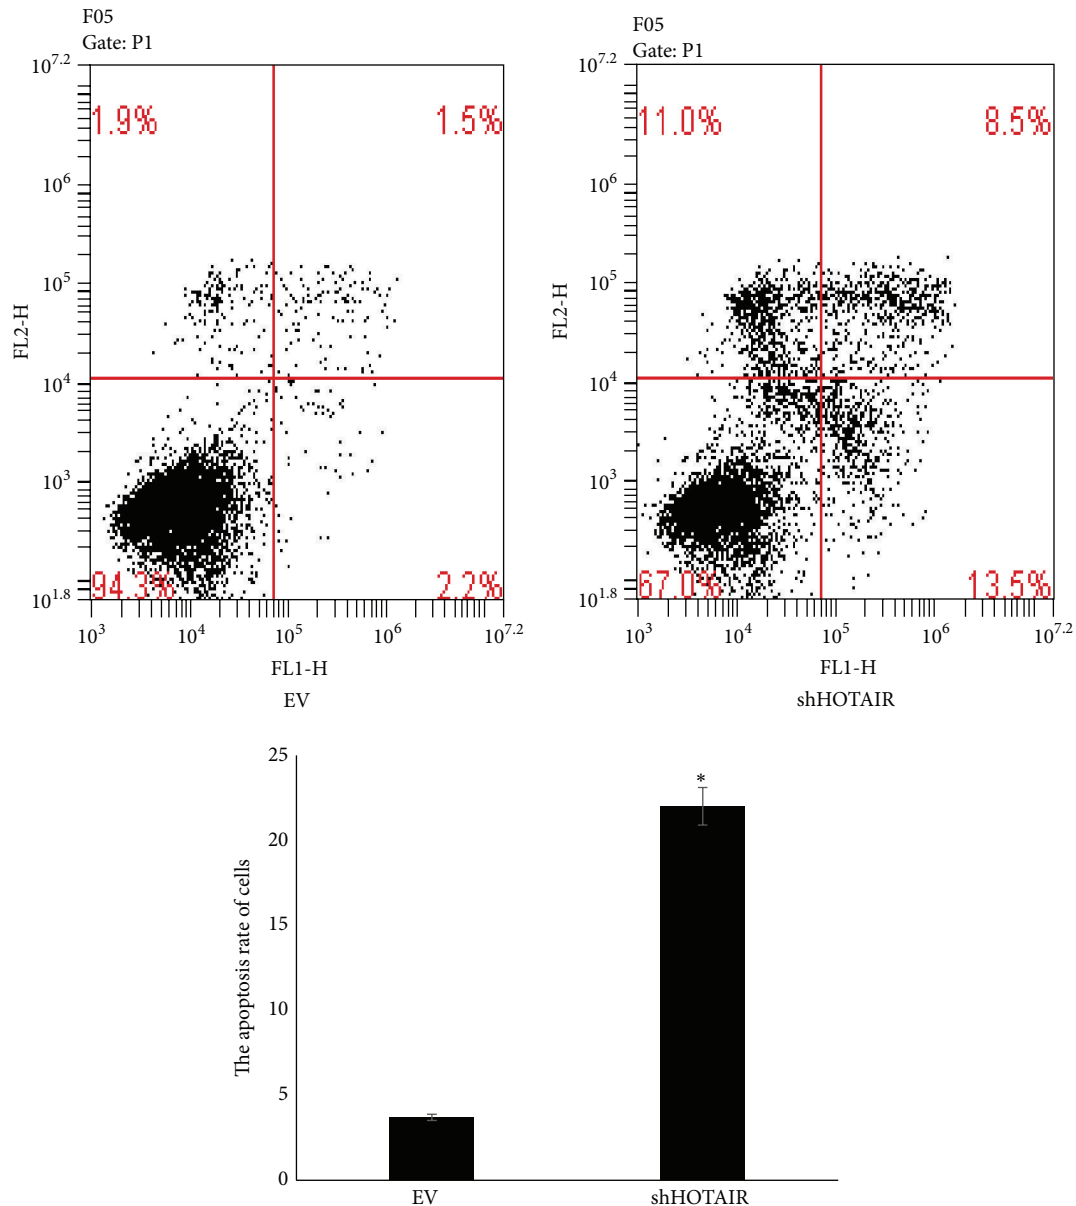 F05
Gate: P1
10^7.2
10^6
10^5
10^4
10^3
10^1.8
FL2-H
1.9%
1.5%
94.3%
2.2%
10^3
10^4
10^5
10^6
10^7.2
FL1-H
EV
F05
Gate: P1
10^7.2
10^6
10^5
10^4
10^3
10^1.8
FL2-H
11.0%
8.5%
67.0%
13.5%
10^3
10^4
10^5
10^6
10^7.2
FL1-H
shHOTAIR
The apoptosis rate of cells
25
20
15
10
5
0
*
EV
shHOTAIR